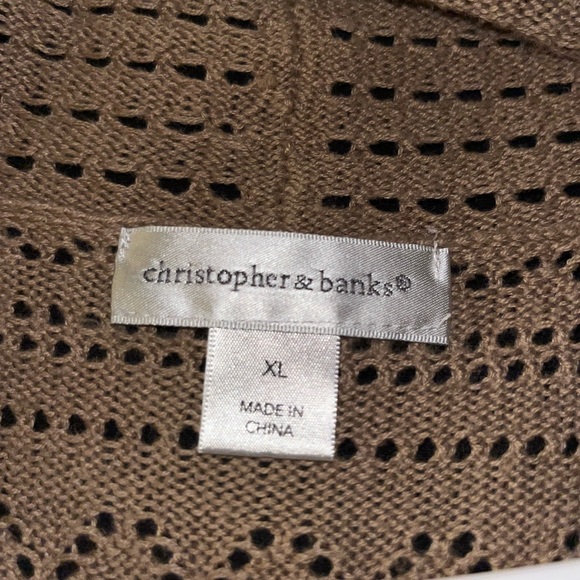 christopher & banks®
XL
MADE IN
CHINA